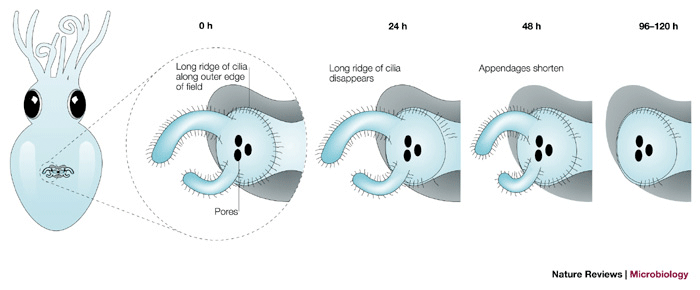 0 h
24 h
48 h
96–120 h
Long ridge of cilia
along outer edge
of field
Long ridge of cilia
disappears
Appendages shorten
Pores
Nature Reviews | Microbiology